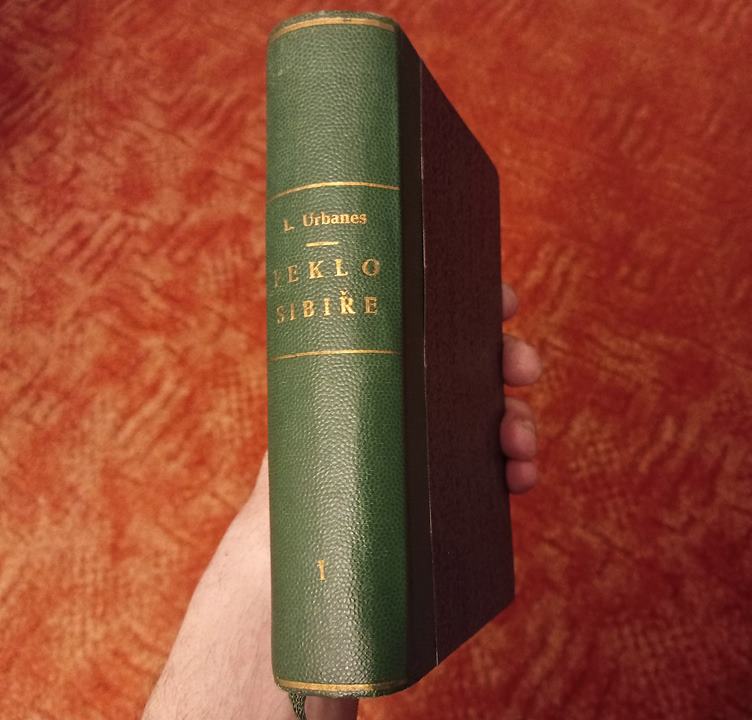 L. Urbanes
PEKLO
SIBIŘE
1